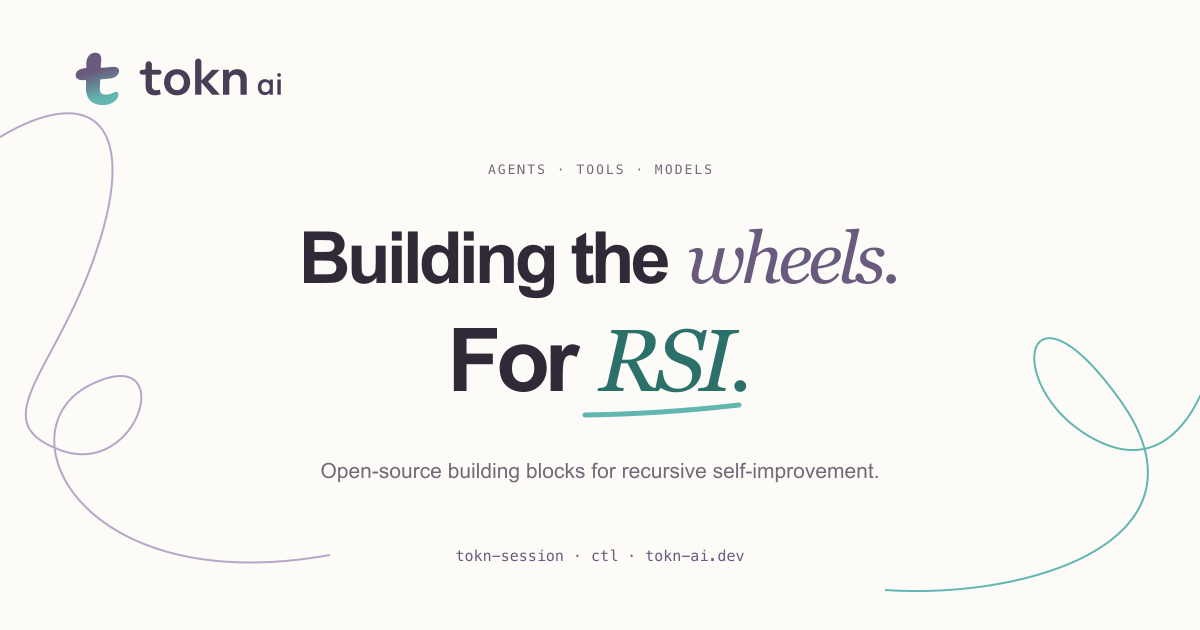 tokn ai
AGENTS · TOOLS · MODELS
Building the wheels.
For RSI.
Open-source building blocks for recursive self-improvement.
tokn-session · ctl · tokn-ai.dev